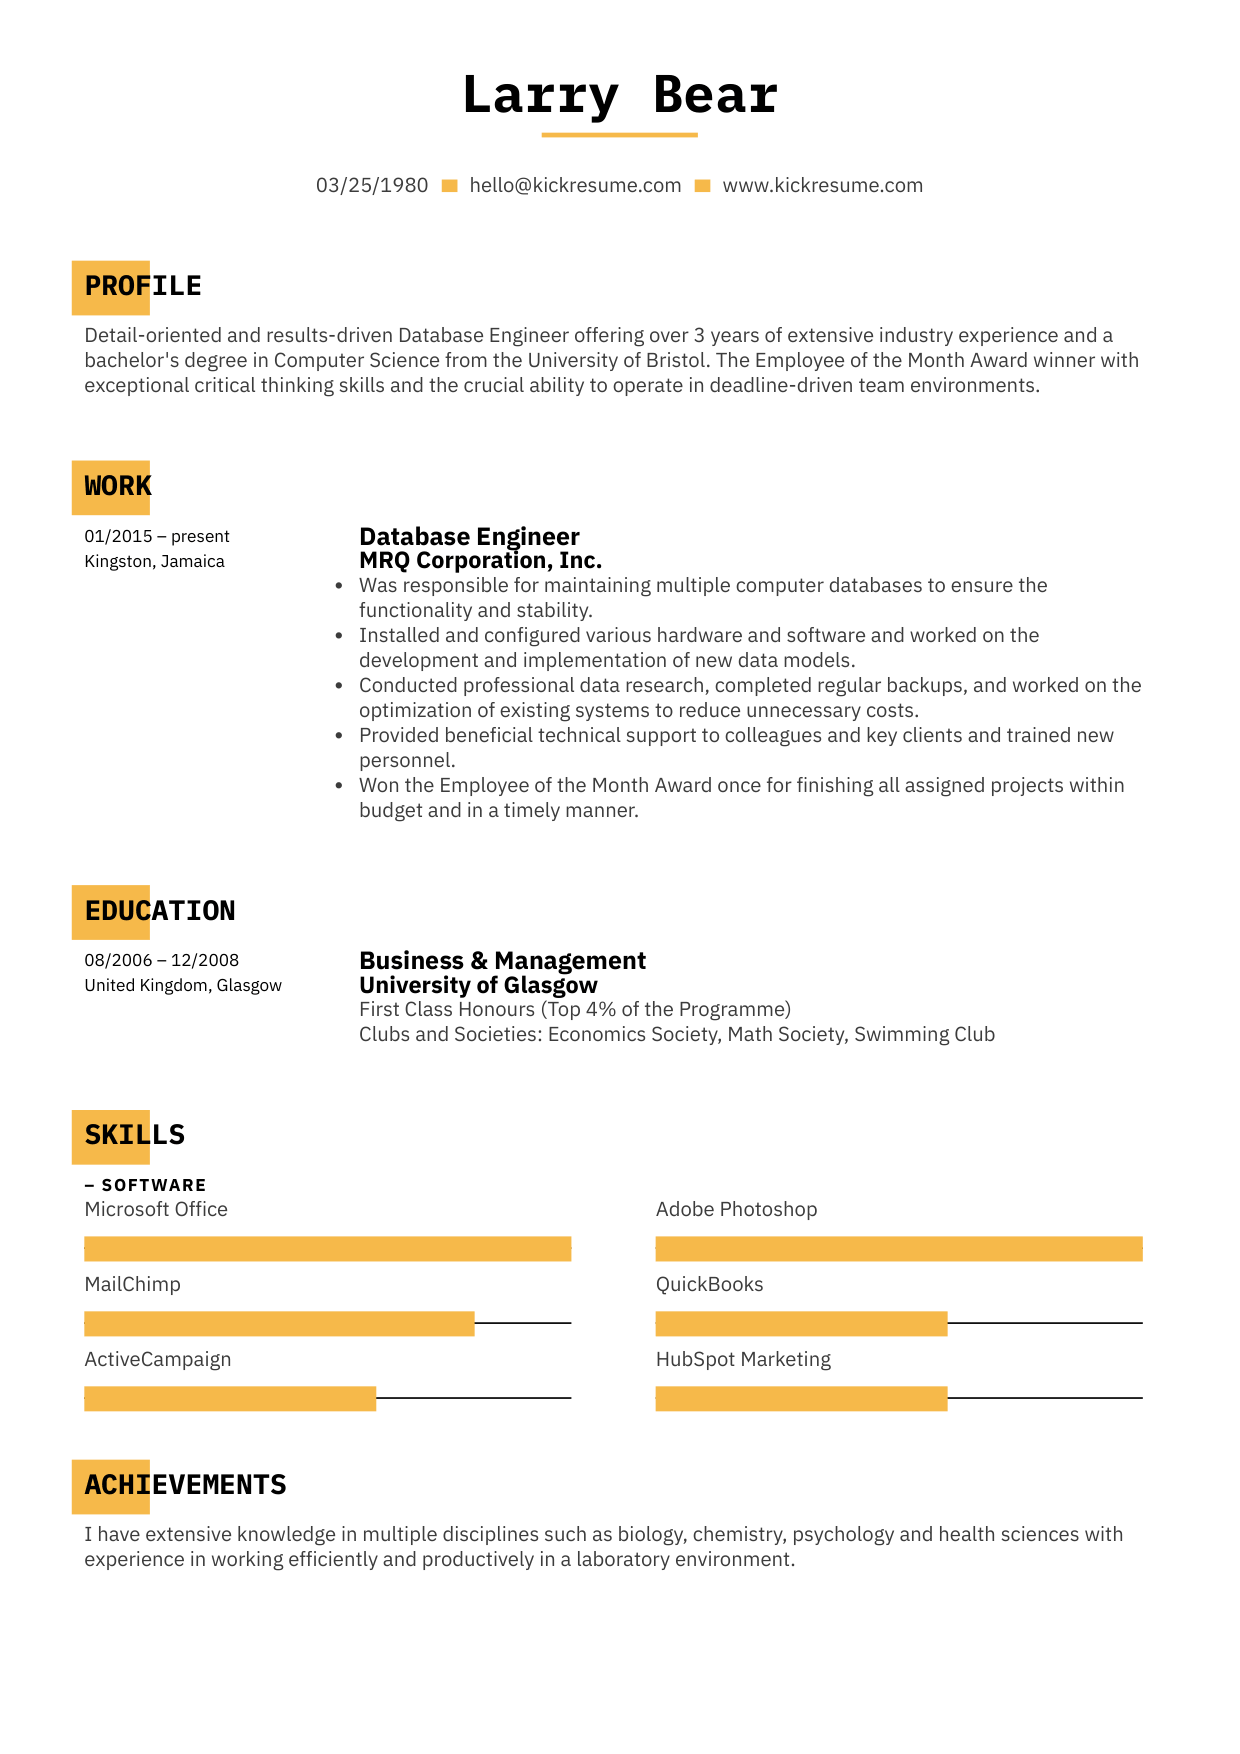 Larry Bear
03/25/1980 hello@kickresume.com www.kickresume.com
PROFILE
Detail-oriented and results-driven Database Engineer offering over 3 years of extensive industry experience and a
bachelor's degree in Computer Science from the University of Bristol. The Employee of the Month Award winner with
exceptional critical thinking skills and the crucial ability to operate in deadline-driven team environments.
WORK
01/2015 – present
Kingston, Jamaica
Database Engineer
MRQ Corporation, Inc.
• Was responsible for maintaining multiple computer databases to ensure the
functionality and stability.
• Installed and configured various hardware and software and worked on the
development and implementation of new data models.
• Conducted professional data research, completed regular backups, and worked on the
optimization of existing systems to reduce unnecessary costs.
• Provided beneficial technical support to colleagues and key clients and trained new
personnel.
• Won the Employee of the Month Award once for finishing all assigned projects within
budget and in a timely manner.
EDUCATION
08/2006 – 12/2008
United Kingdom, Glasgow
Business & Management
University of Glasgow
First Class Honours (Top 4% of the Programme)
Clubs and Societies: Economics Society, Math Society, Swimming Club
SKILLS
– SOFTWARE
Microsoft Office
Adobe Photoshop
MailChimp
QuickBooks
ActiveCampaign
HubSpot Marketing
ACHIEVEMENTS
I have extensive knowledge in multiple disciplines such as biology, chemistry, psychology and health sciences with
experience in working efficiently and productively in a laboratory environment.